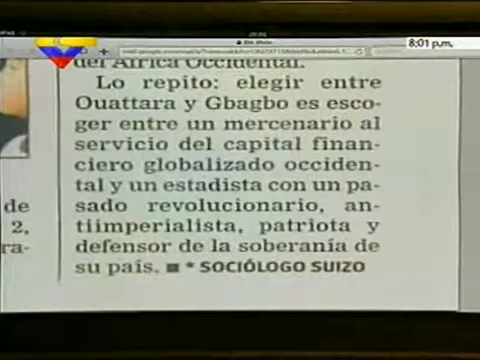 8:01 p.m.
del África Occidental.
Lo repito: elegir entre
Ouattara y Gbagbo es esco-
ger entre un mercenario al
servicio del capital finan-
ciero globalizado occiden-
tal y un estadista con un pa-
sado revolucionario, an-
tiimperialista, patriota y
defensor de la soberanía de
su país. ■ * SOCIÓLOGO SUIZO
de
2,
ra-